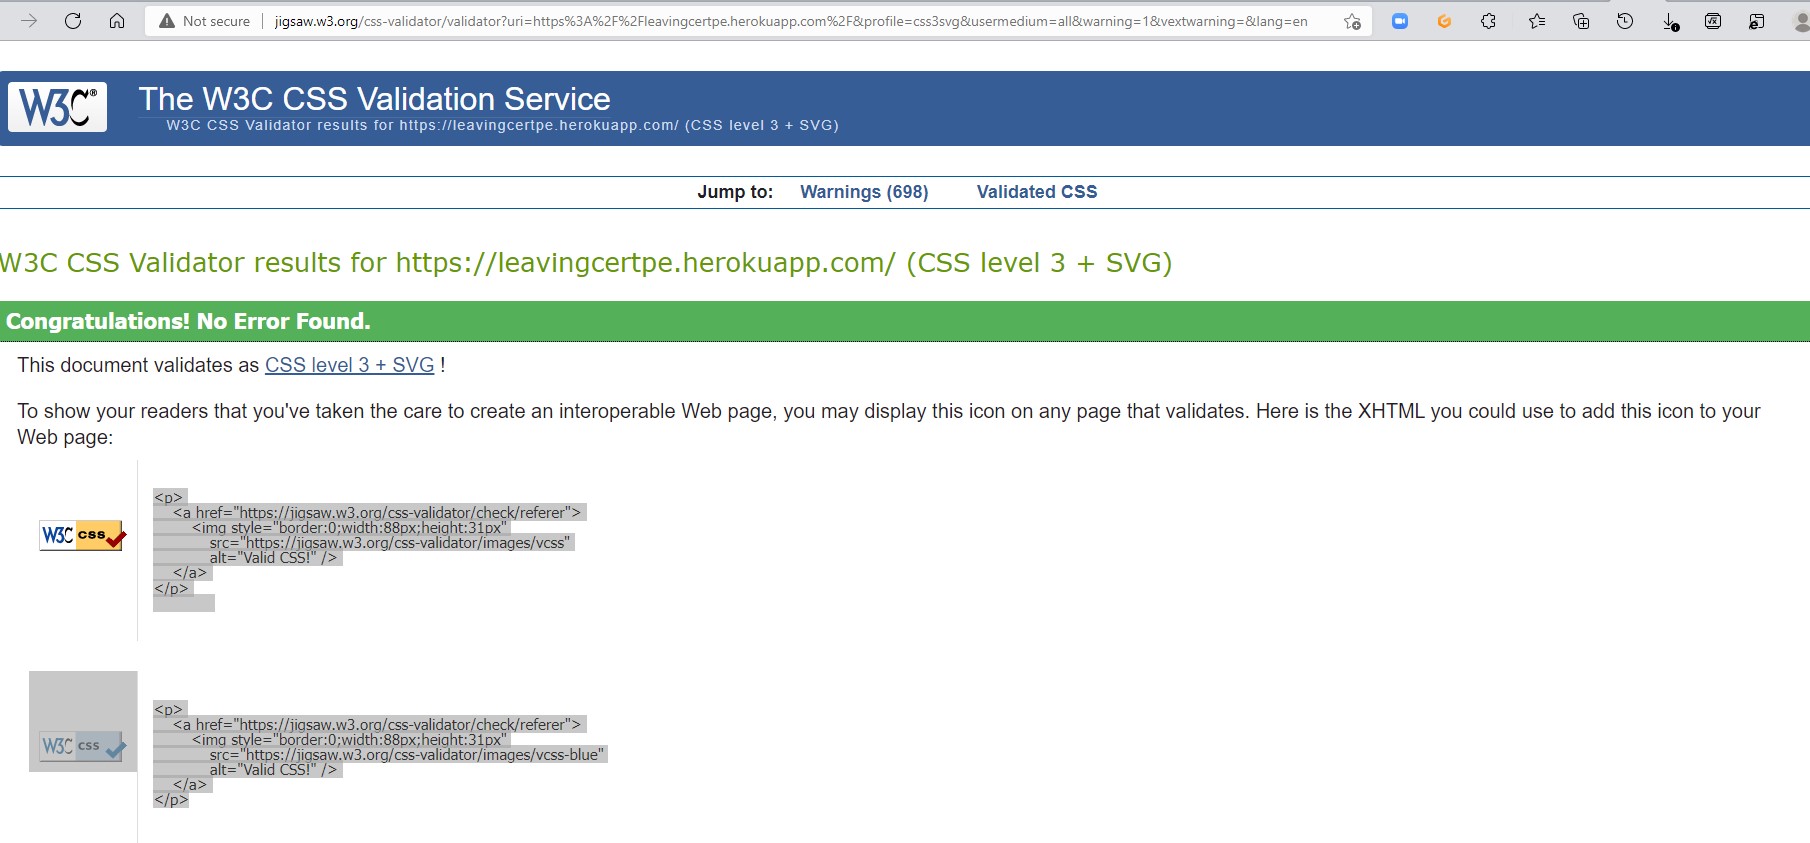 Not secure | jigsaw.w3.org/css-validator/validator?uri=https%3A%2F%2Fleavingcertpe.herokuapp.com%2F&profile=css3svg&usermedium=all&warning=1&vextwarning=&lang=en
W3C®
The W3C CSS Validation Service
W3C CSS Validator results for https://leavingcertpe.herokuapp.com/ (CSS level 3 + SVG)
Jump to: Warnings (698) Validated CSS
W3C CSS Validator results for https://leavingcertpe.herokuapp.com/ (CSS level 3 + SVG)
Congratulations! No Error Found.
This document validates as CSS level 3 + SVG !
To show your readers that you've taken the care to create an interoperable Web page, you may display this icon on any page that validates. Here is the XHTML you could use to add this icon to your
Web page:
W3C css
<p>
<a href="https://jigsaw.w3.org/css-validator/check/referer">
<img style="border:0;width:88px;height:31px"
src="https://jigsaw.w3.org/css-validator/images/vcss"
alt="Valid CSS!" />
</a>
</p>
W3C css
<p>
<a href="https://jigsaw.w3.org/css-validator/check/referer">
<img style="border:0;width:88px;height:31px"
src="https://jigsaw.w3.org/css-validator/images/vcss-blue"
alt="Valid CSS!" />
</a>
</p>